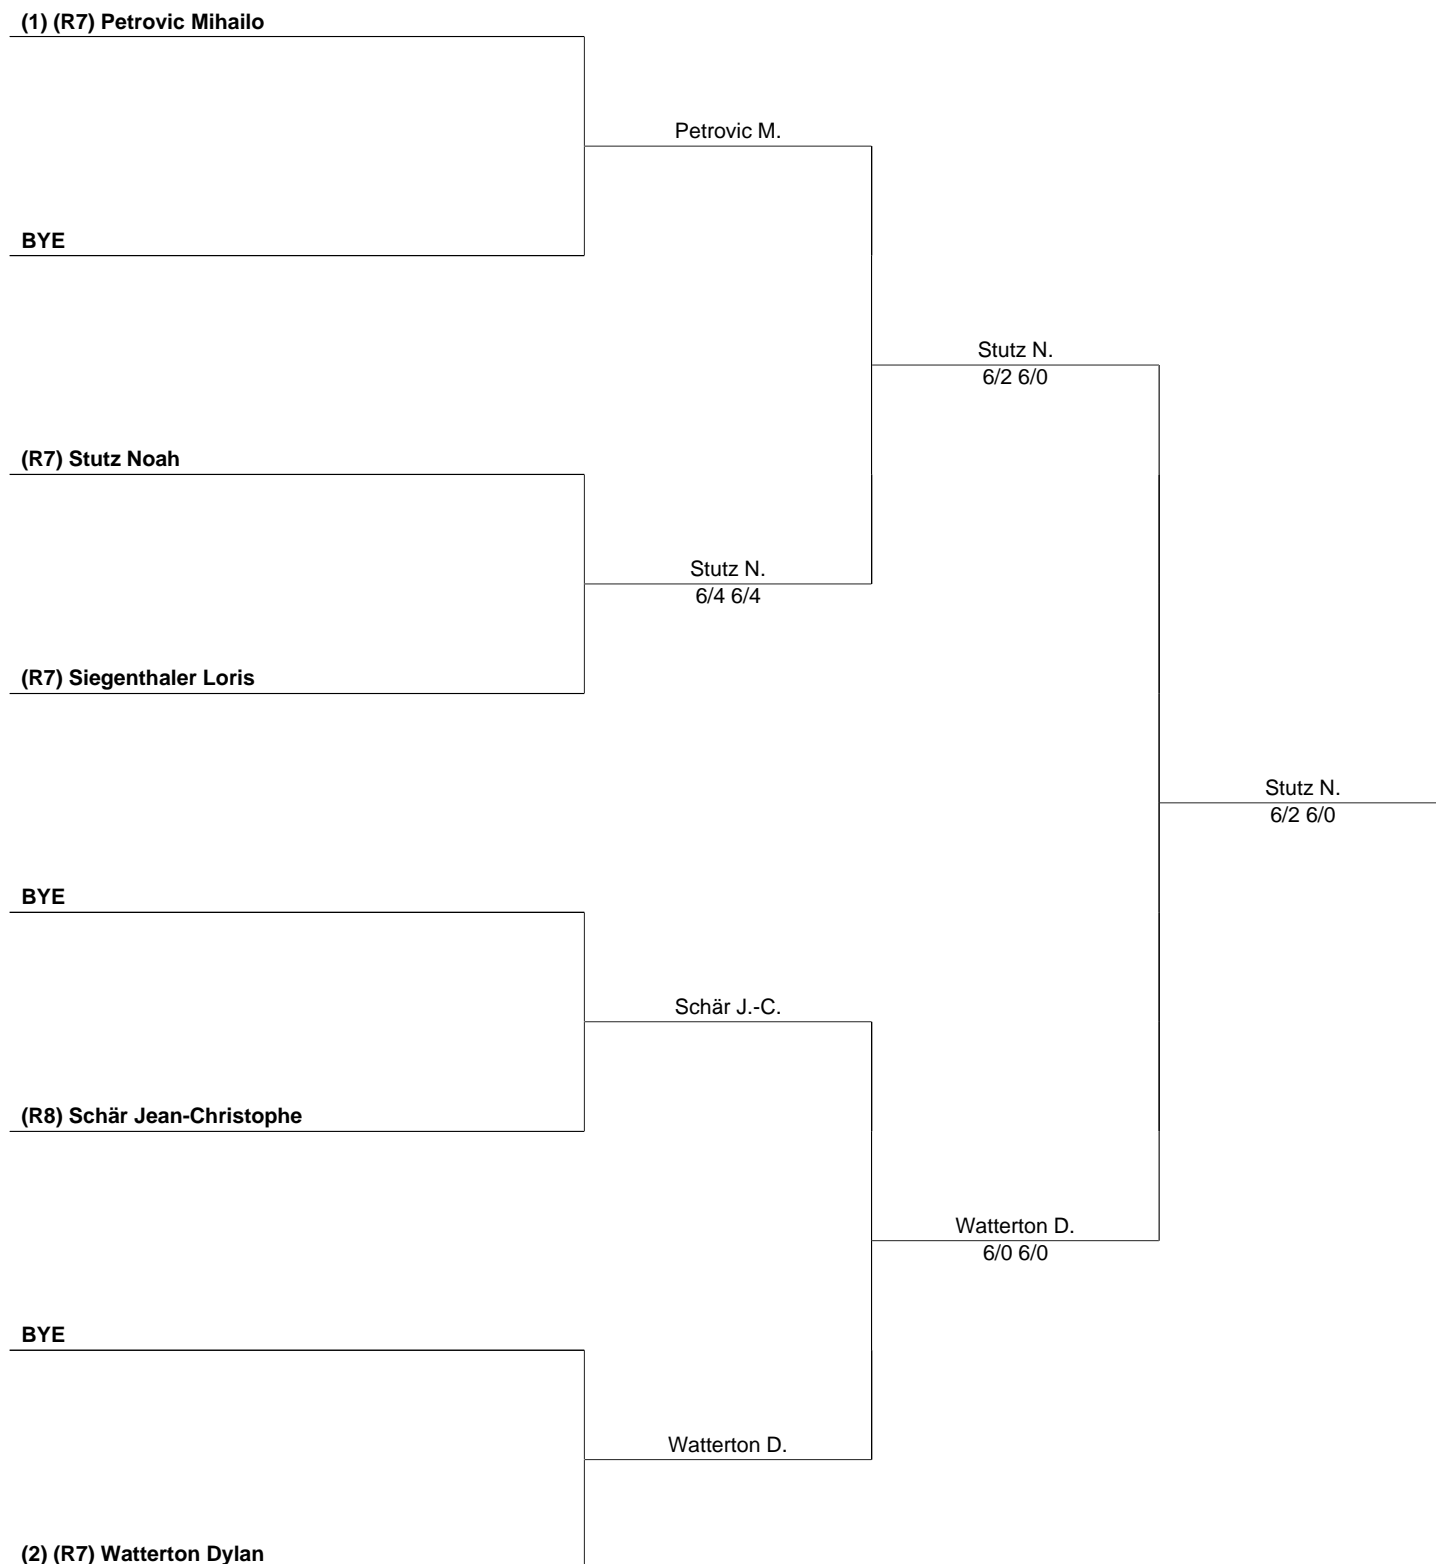 (1) (R7) Petrovic Mihailo
Petrovic M.
BYE
Stutz N.
6/2 6/0
(R7) Stutz Noah
Stutz N.
6/4 6/4
(R7) Siegenthaler Loris
Stutz N.
6/2 6/0
BYE
Schär J.-C.
(R8) Schär Jean-Christophe
Watterton D.
6/0 6/0
BYE
Watterton D.
(2) (R7) Watterton Dylan